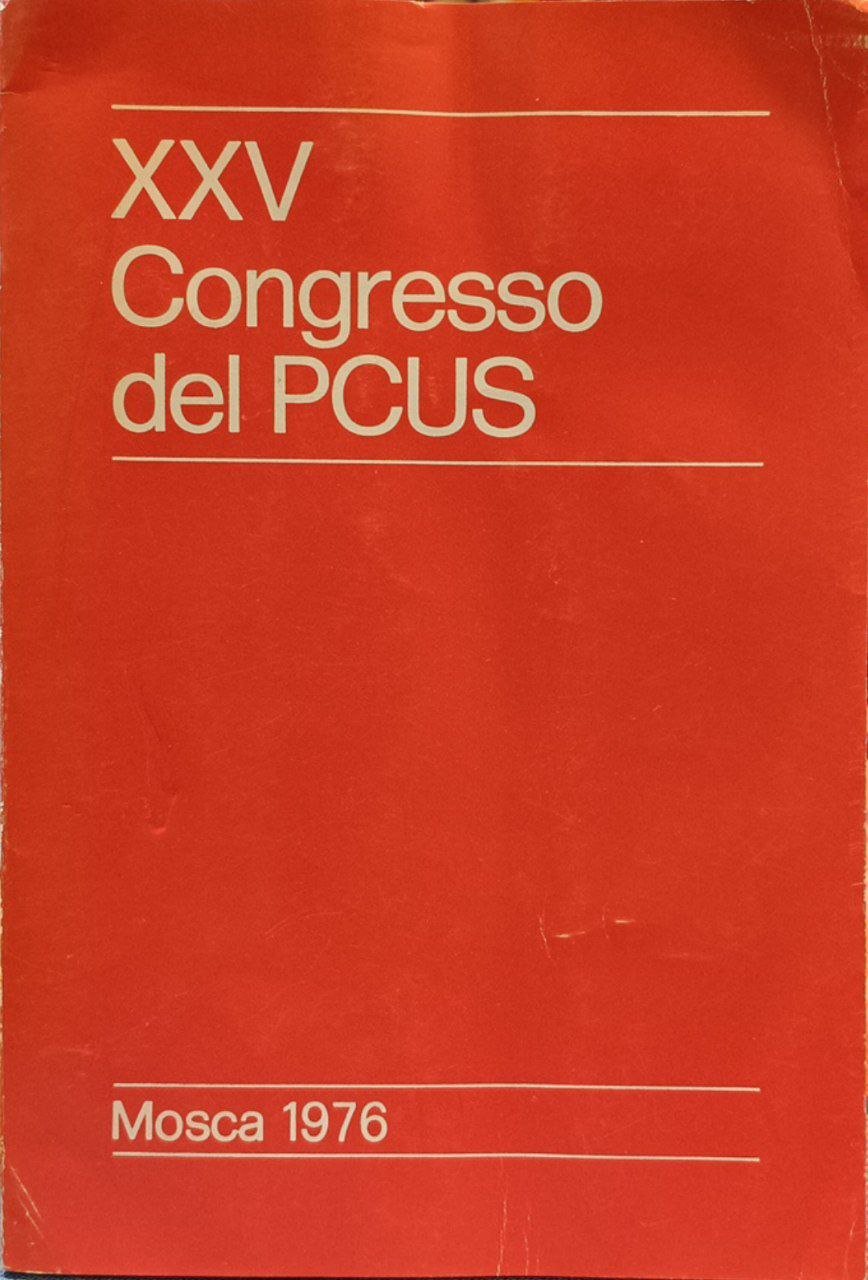 XXV
Congresso
del PCUS
Mosca 1976